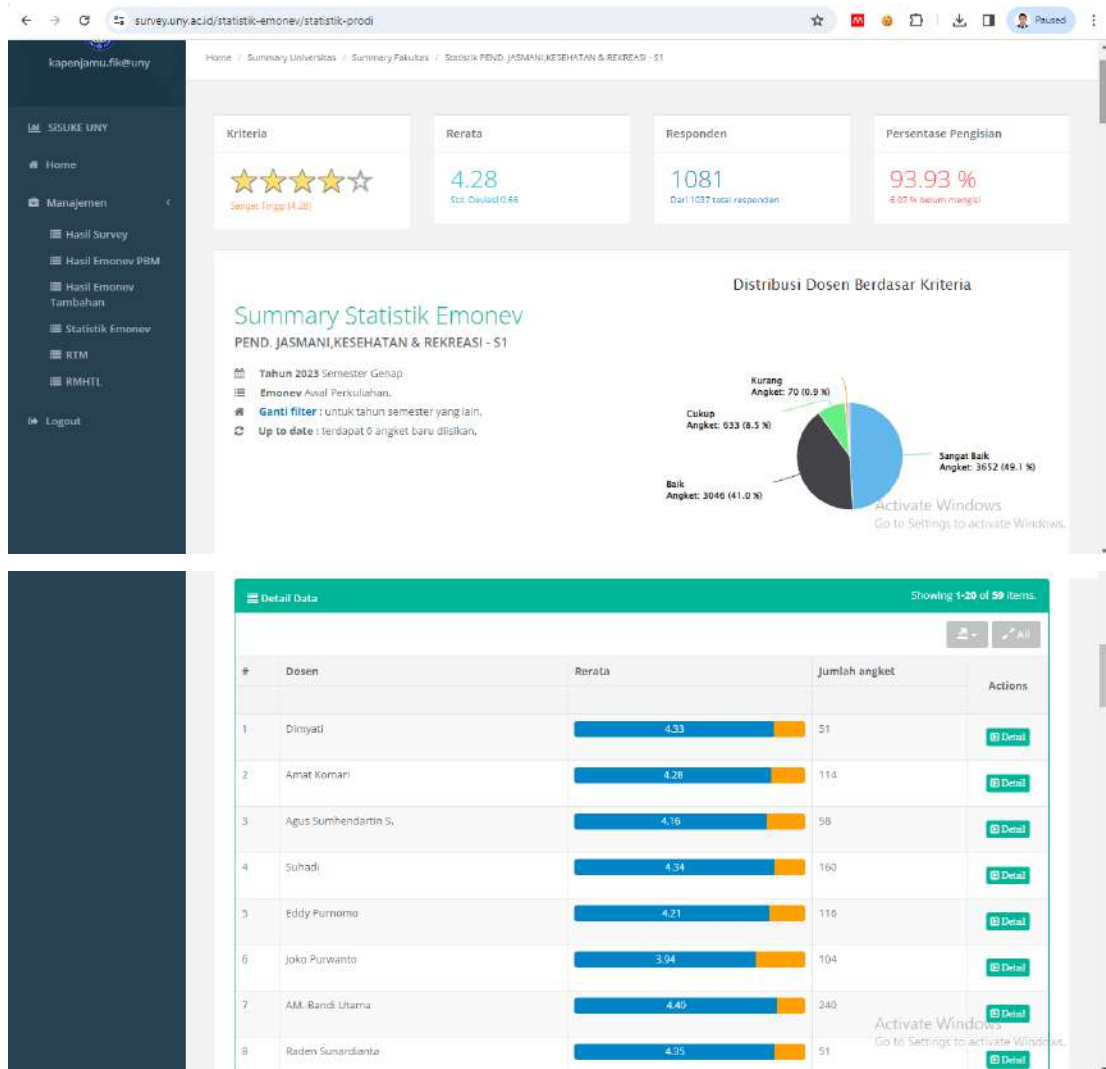 survey.uny.ac.id/statistik-emonev/statistik-prodi
Paused
kapenjamu.fik@uny
Home / Summary Universitas / Summary Fakultas / Statistik PEND. JASMANI,KESEHATAN & REKREASI - S1
SISUKE UNY
Home
Manajemen
Hasil Survey
Hasil Emonev PBM
Hasil Emonev
Tambahan
Statistik Emonev
RTM
RMHTL
Logout
Kriteria
Sangat Tinggi (4.28)
Rerata
4.28
Std. Deviasi 0.66
Responden
1081
Dari 1037 total responden
Persentase Pengisian
93.93 %
6.07 % belum mengisi
Summary Statistik Emonev
PEND. JASMANI,KESEHATAN & REKREASI - S1
Tahun 2023 Semester Genap
Emonev Awal Perkuliahan.
Ganti filter : untuk tahun semester yang lain.
Up to date : terdapat 0 angket baru diisikan.
Distribusi Dosen Berdasar Kriteria
Kurang
Angket: 70 (0.9 %)
Cukup
Angket: 633 (8.5 %)
Sangat Baik
Angket: 3652 (49.1 %)
Baik
Angket: 3046 (41.0 %)
Activate Windows
Go to Settings to activate Windows.
Detail Data
Showing 1-20 of 59 items.
All
# Dosen Rerata Jumlah angket Actions
1 Dimyati 4.33 51 Detail
2 Amat Komari 4.28 114 Detail
3 Agus Sumhendartin S. 4.16 58 Detail
4 Suhadi 4.34 160 Detail
5 Eddy Purnomo 4.21 116 Detail
6 Joko Purwanto 3.94 104 Detail
7 AM. Bandi Utama 4.40 240 Detail
8 Raden Sunardianta 4.35 51 Detail
Activate Windows
Go to Settings to activate Windows.